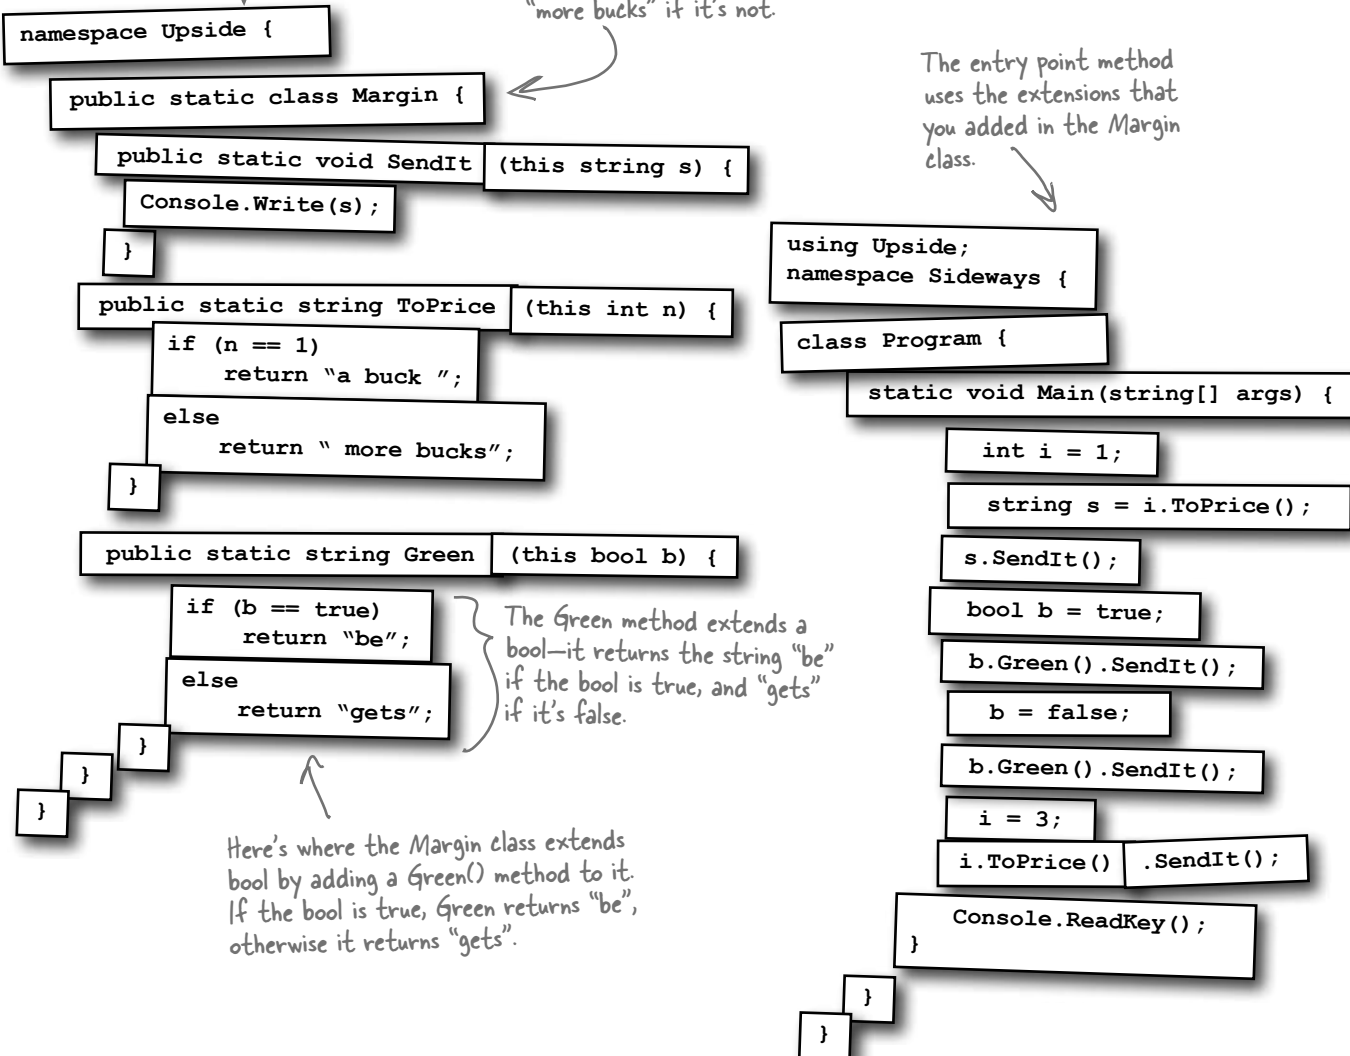 "more bucks" if it's not.
namespace Upside {
public static class Margin {
public static void SendIt (this string s) {
Console.Write(s);
}
public static string ToPrice (this int n) {
if (n == 1)
return “a buck ”;
else
return “ more bucks”;
}
public static string Green (this bool b) {
if (b == true)
return “be”;
else
return “gets”;
}
}
}
The Green method extends a
bool—it returns the string “be”
if the bool is true, and “gets”
if it's false.
Here's where the Margin class extends
bool by adding a Green() method to it.
If the bool is true, Green returns “be”,
otherwise it returns “gets”.
The entry point method
uses the extensions that
you added in the Margin
class.
using Upside;
namespace Sideways {
class Program {
static void Main(string[] args) {
int i = 1;
string s = i.ToPrice();
s.SendIt();
bool b = true;
b.Green().SendIt();
b = false;
b.Green().SendIt();
i = 3;
i.ToPrice() .SendIt();
Console.ReadKey();
}
}
}